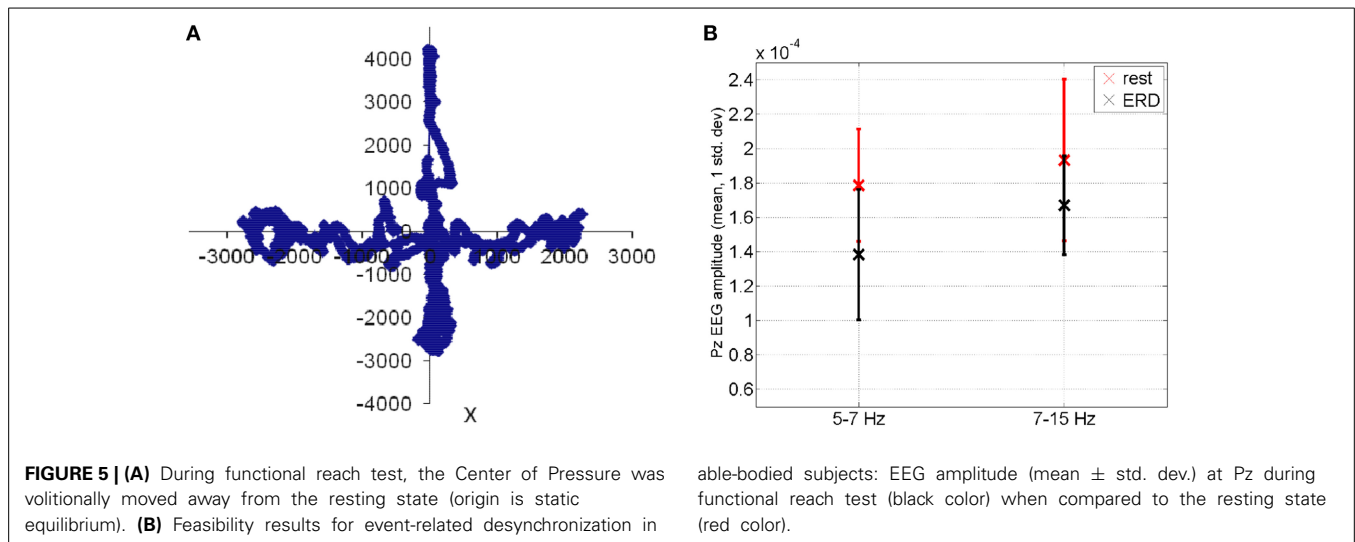 A
4000
3000
2000
1000
0
-3000 -2000 -1000 0 1000 2000 3000
-1000
-2000
-3000
-4000
X
B
x 10-4
Pz EEG amplitude (mean, 1 std. dev)
2.4
2.2
2
1.8
1.6
1.4
1.2
1
0.8
0.6
rest
ERD
5-7 Hz
7-15 Hz
FIGURE 5 | (A) During functional reach test, the Center of Pressure was
volitionally moved away from the resting state (origin is static
equilibrium). (B) Feasibility results for event-related desynchronization in
able-bodied subjects: EEG amplitude (mean ± std. dev.) at Pz during
functional reach test (black color) when compared to the resting state
(red color).